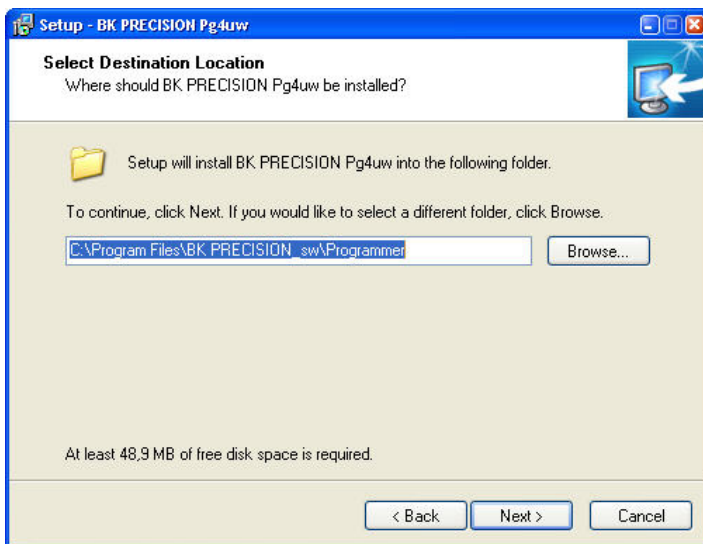 Setup - BK PRECISION Pg4uw
Select Destination Location
Where should BK PRECISION Pg4uw be installed?
Setup will install BK PRECISION Pg4uw into the following folder.
To continue, click Next. If you would like to select a different folder, click Browse.
C:\Program Files\BK PRECISION_sw\Programmer
Browse...
At least 48,9 MB of free disk space is required.
< Back Next > Cancel